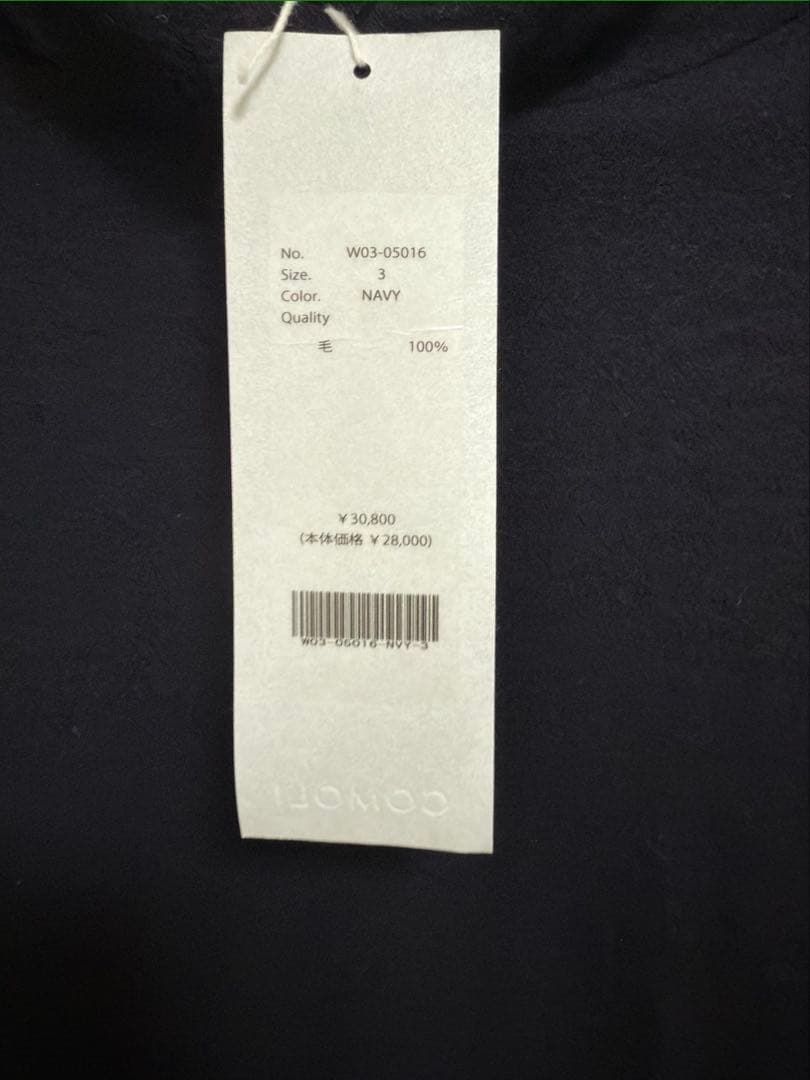 No. W03-05016
Size. 3
Color. NAVY
Quality
毛 100%
¥30,800
(本体価格 ¥28,000)
W03-05016-NVY-3
COMOLI